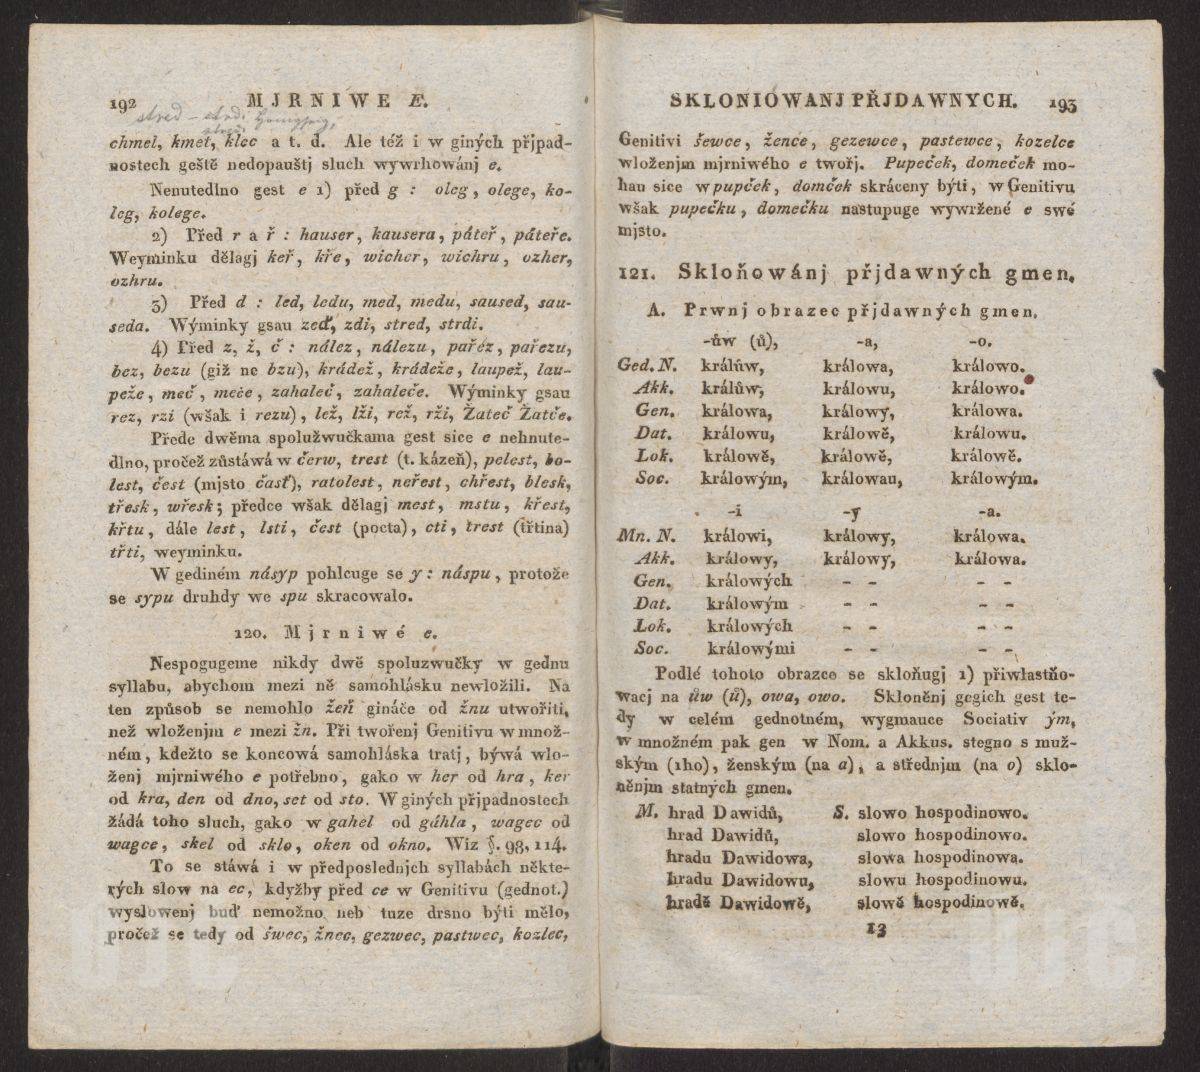 192 MJRNIWE E.
stred –
chmel, kmet, klec a t. d. Ale též i w giných přjpad-
nostech geště nedopauštj sluch wywrhowánj e.
Nenutedlno gest e 1) před g : oleg, olege, ko-
leg, kolege.
2) Před r a ř : hauser, kausera, páteř, páteře.
Weyminku dělagj keř, kře, wicher, wichru, ozher,
ozhru.
3) Před d : led, ledu, med, medu, saused, sau-
seda. Wýminky gsau zeď, zdi, stred, strdi.
4) Před z, ž, č : nález, nálezu, pařéz, pařezu,
bez, bezu (giž ne bzu), krádež, krádeže, laupež, lau-
peže, meč, meče, zahaleč, zahaleče. Wýminky gsau
rez, rzi (wšak i rezu), lež, lži, rež, rži, Žateč Žatče.
Přede dwěma spolužwučkama gest sice e nehnute-
dlno, pročež zůstáwá w čerw, trest (t. kázeň), pelest, bo-
lest, čest (mjsto časť), ratolest, neřest, chřest, blesk,
třesk, wřesk; předce wšak dělagj mest, mstu, křest,
křtu, dále lest, lsti, čest (pocta), cti, trest (třtina)
třti, weyminku.
W gediném násyp pohlcuge se y : náspu, protože
se sypu druhdy we spu skracowalo.
120. Mjrniwé e.
Nespogugeme nikdy dwě spoluzwučky w gednu
syllabu, abychom mezi ně samohlásku newložili. Na
ten způsob se nemohlo žeň gináče od žnu utwořiti,
než wloženjm e mezi žn. Při twořenj Genitivu w množ-
ném, kdežto se koncowá samohláska tratj, býwá wlo-
ženj mjrniwého e potřebno, gako w her od hra, ker
od kra, den od dno, set od sto. W giných přjpadnostech
žádá toho sluch, gako w gahel od gáhla, wagec od
wagce, skel od sklo, oken od okno. Wiz §. 98, 114.
To se stáwá i w předposlednjch syllabách někte-
rých slow na ec, kdyžby před ce w Genitivu (gednot.)
wyslowenj buď nemožno neb tuze drsno býti mělo,
pročež se tedy od šwec, žnec, gezwec, pastwec, kozlec,
SKLONIOWANJ PŘJDAWNYCH. 193
Genitivi šewce, žence, gezewce, pastewce, kozelce
wloženjm mjrniwého e twořj. Pupeček, domeček mo-
hau sice w pupček, domček skráceny býti, w Genitivu
wšak pupečku, domečku nastupuge wywržené e swé
mjsto.
121. Skloňowánj přjdawných gmen.
A. Prwnj obrazec přjdawných gmen.
-ůw (ů), -a, -o.
Ged. N. králůw, králowa, králowo.
Akk. králůw, králowu, králowo.
Gen. králowa, králowy, králowa.
Dat. králowu, králowě, králowu.
Lok. králowě, králowě, králowě.
Soc. králowým, králowau, králowým.
-i -y -a.
Mn. N. králowi, králowy, králowa.
Akk. králowy, králowy, králowa.
Gen. králowých - - - -
Dat. králowým - - - -
Lok. králowých - - - -
Soc. králowými - - - -
Podlé tohoto obrazce se skloňugj 1) přiwlastňo-
wacj na ůw (ů), owa, owo. Skloněnj gegich gest te-
dy w celém gednotném, wygmauce Sociativ ým,
w množném pak gen w Nom. a Akkus. stegno s muž-
ským (1ho), ženským (na a), a střednjm (na o) sklo-
něnjm statných gmen.
M. hrad Dawidů, S. slowo hospodinowo.
hrad Dawidů, slowo hospodinowo.
hradu Dawidowa, slowa hospodinowa.
hradu Dawidowu, slowu hospodinowu.
hradě Dawidowě, slowě hospodinowě.
13